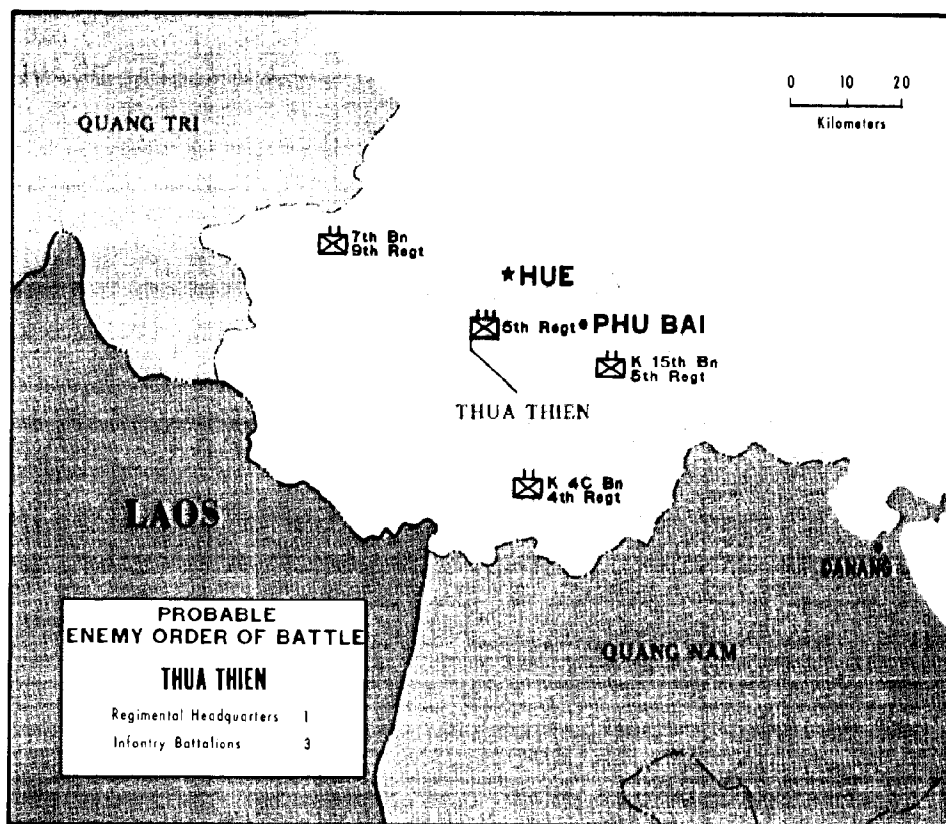 0 10 20
Kilometers
QUANG TRI
7th Bn
9th Regt
HUE
5th Regt
PHU BAI
K 15th Bn
5th Regt
THUA THIEN
K 4C Bn
4th Regt
LAOS
DANANG
QUANG NAM
PROBABLE
ENEMY ORDER OF BATTLE
THUA THIEN
Regimental Headquarters 1
Infantry Battalions 3